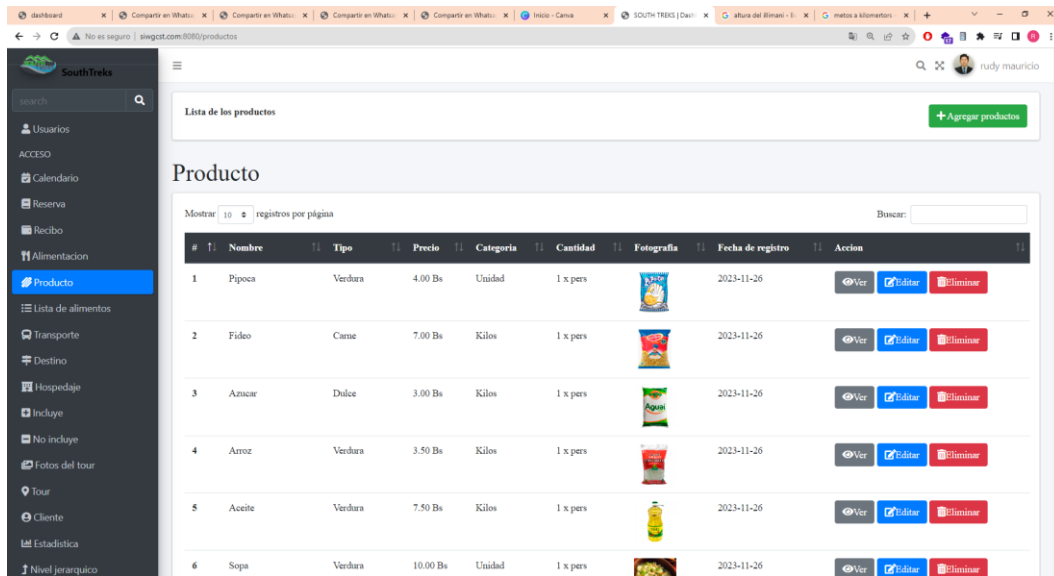 dashboard Compartir en Whatsa Compartir en Whatsa Compartir en Whatsa Compartir en Whatsa Inicio - Canva SOUTH TREKS | Dash altura del illimani - metos a kilometors
No es seguro | siwgcst.com:8080/productos
SouthTreks
rudy mauricio
search
Lista de los productos
Agregar productos
Usuarios
ACCESO
Calendario
Producto
Reserva
Mostrar 10 registros por página
Buscar:
Recibo
Alimentacion
# Nombre Tipo Precio Categoria Cantidad Fotografia Fecha de registro Accion
Producto
1 Pipoca Verdura 4.00 Bs Unidad 1 x pers 2023-11-26 Ver Editar Eliminar
Lista de alimentos
Transporte
2 Fideo Carne 7.00 Bs Kilos 1 x pers 2023-11-26 Ver Editar Eliminar
Destino
Hospedaje
3 Azucar Dulce 3.00 Bs Kilos 1 x pers Aguai 2023-11-26 Ver Editar Eliminar
Incluye
No incluye
4 Arroz Verdura 3.50 Bs Kilos 1 x pers 2023-11-26 Ver Editar Eliminar
Fotos del tour
Tour
5 Aceite Verdura 7.50 Bs Kilos 1 x pers 2023-11-26 Ver Editar Eliminar
Cliente
Estadistica
6 Sopa Verdura 10.00 Bs Unidad 1 x pers 2023-11-26 Ver Editar Eliminar
Nivel jerarquico